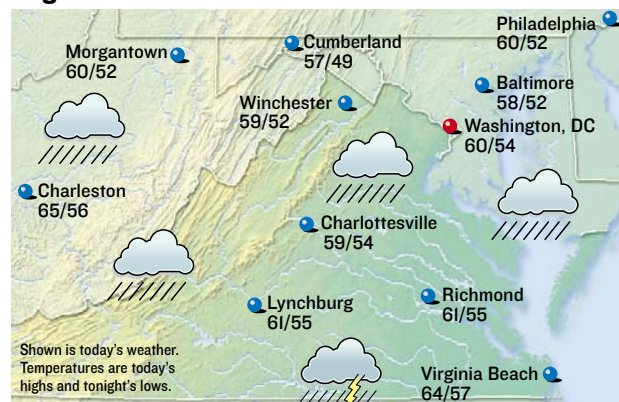 Philadelphia
60/52
Morgantown
60/52
Cumberland
57/49
Baltimore
58/52
Winchester
59/52
Washington, DC
60/54
Charleston
65/56
Charlottesville
59/54
Lynchburg
61/55
Richmond
61/55
Shown is today's weather.
Temperatures are today's
highs and tonight's lows.
Virginia Beach
64/57